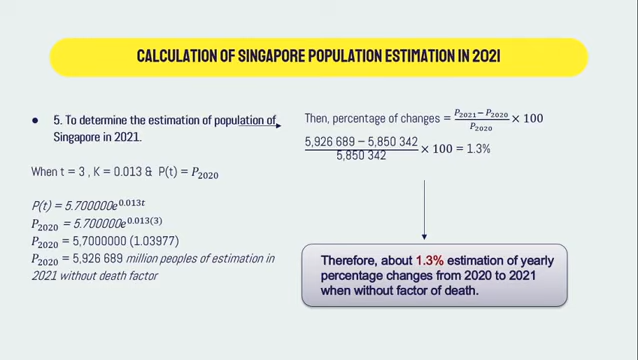 CALCULATION OF SINGAPORE POPULATION ESTIMATION IN 2021
● 5. To determine the estimation of population of
Singapore in 2021.
When t = 3 , K = 0.013 & P(t) = P₂₀₂₀
P(t) = 5.700000e^0.013t
P₂₀₂₀ = 5.700000e^0.013(3)
P₂₀₂₀ = 5,7000000 (1.03977)
P₂₀₂₀ = 5,926 689 million peoples of estimation in
2021 without death factor
Then, percentage of changes = (P₂₀₂₁ − P₂₀₂₀)/P₂₀₂₀ × 100
(5,926 689 − 5,850 342)/5,850 342 × 100 = 1.3%
Therefore, about 1.3% estimation of yearly
percentage changes from 2020 to 2021
when without factor of death.